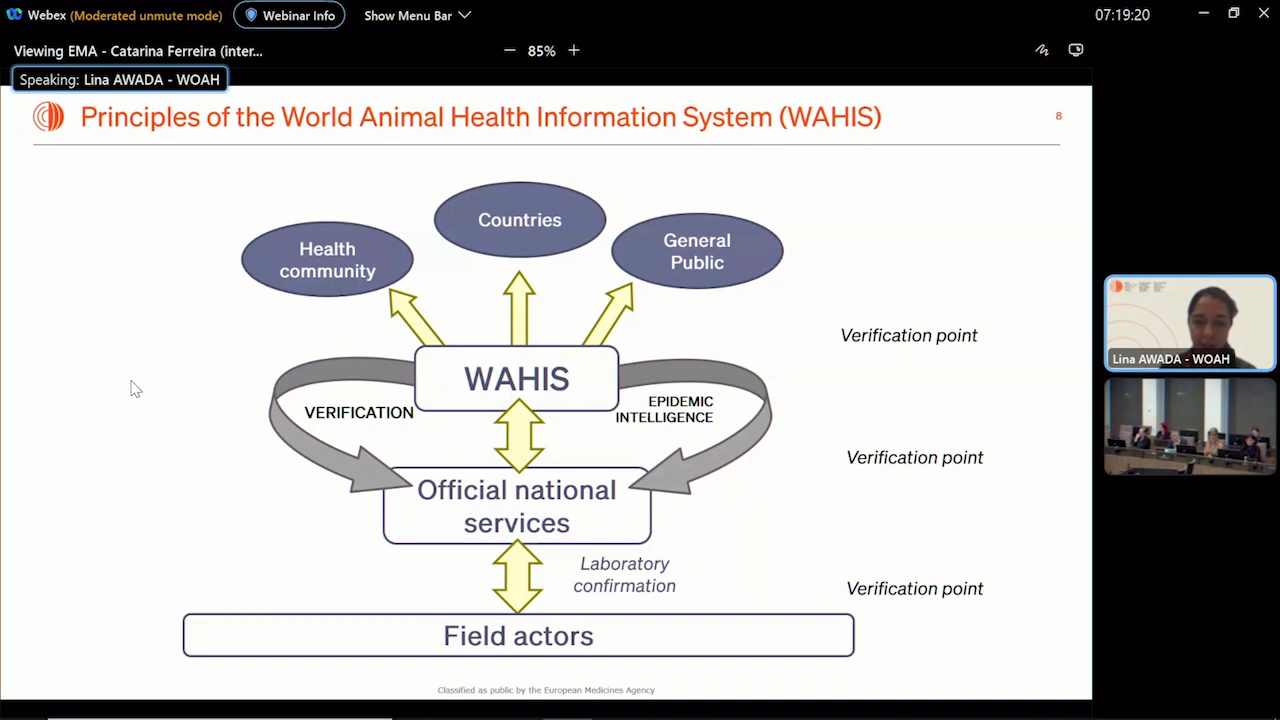 Webex (Moderated unmute mode) Webinar Info Show Menu Bar 07:19:20
Viewing EMA - Catarina Ferreira (inter... 85%
Speaking: Lina AWADA - WOAH
Principles of the World Animal Health Information System (WAHIS) 8
Countries
Health
community
General
Public
Verification point
WAHIS
VERIFICATION
EPIDEMIC
INTELLIGENCE
Verification point
Official national
services
Laboratory
confirmation
Verification point
Field actors
Classified as public by the European Medicines Agency
Lina AWADA - WOAH